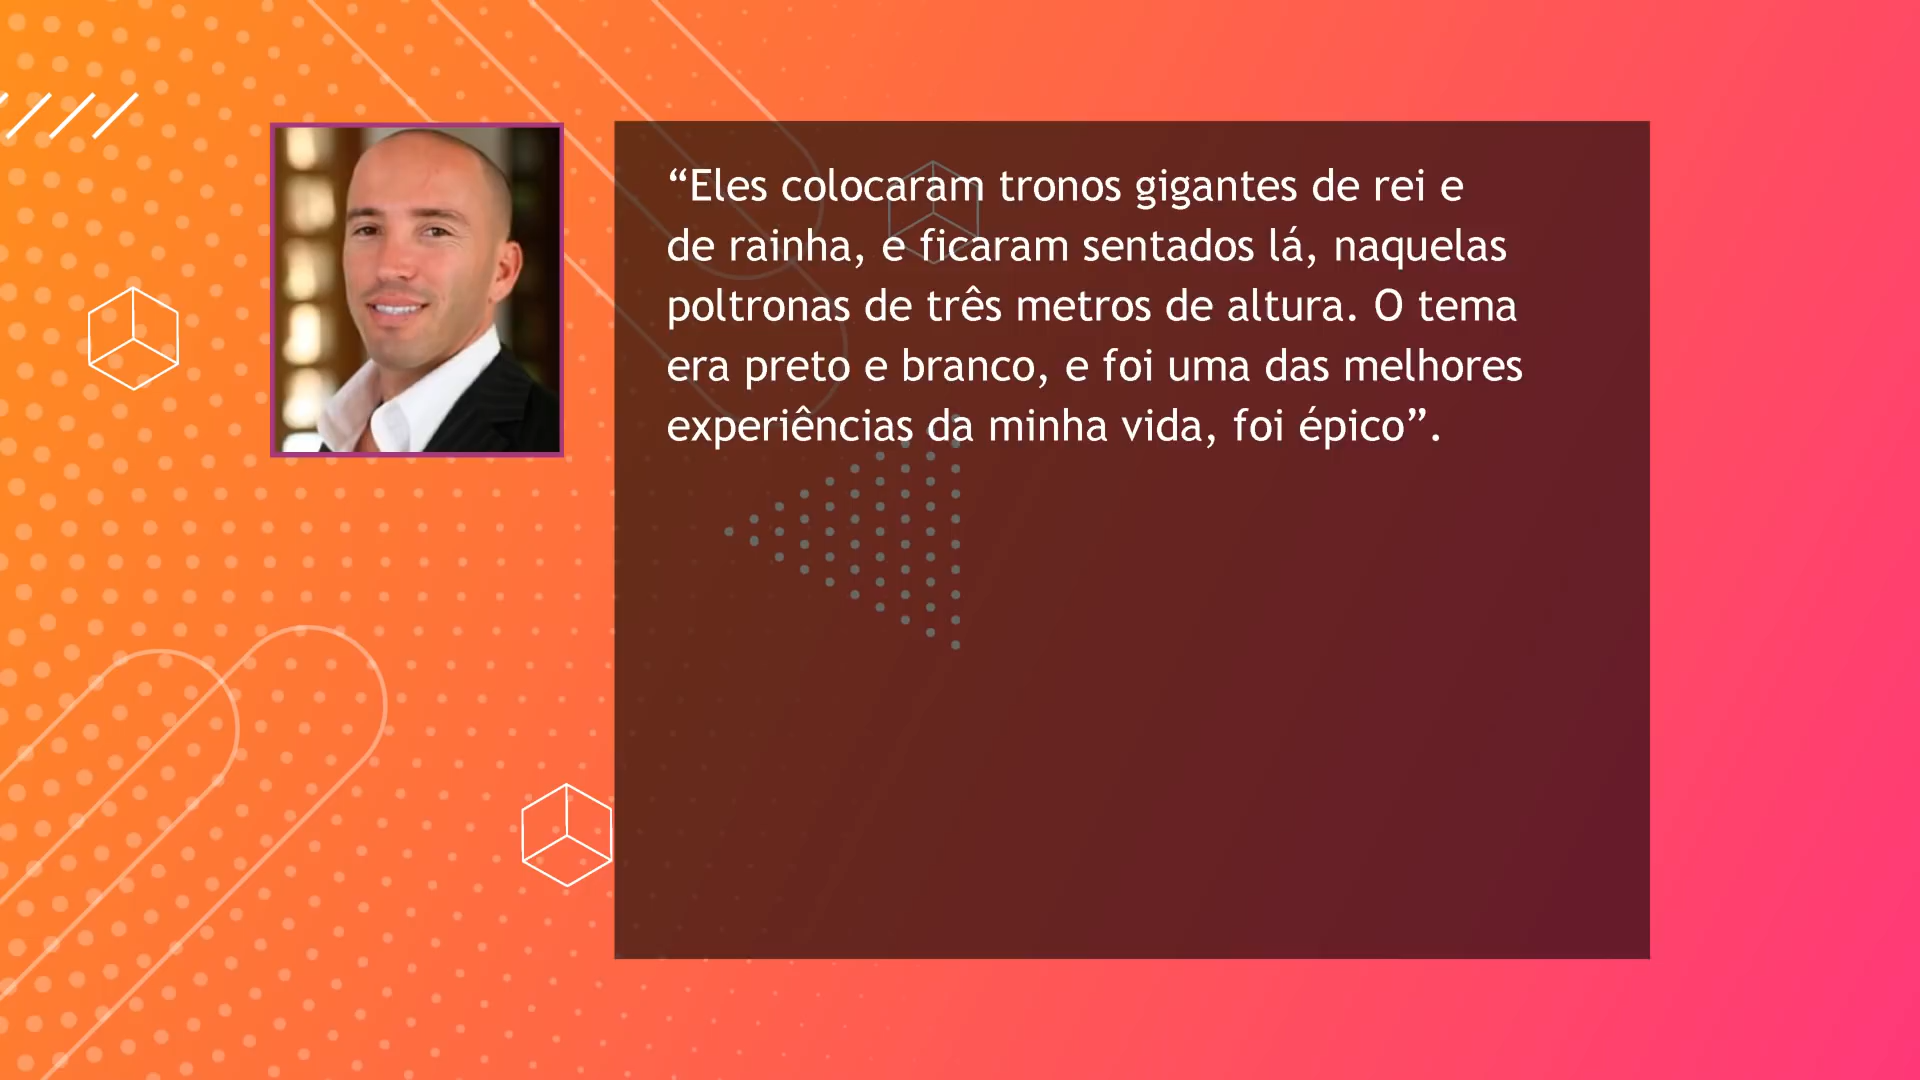 “Eles colocaram tronos gigantes de rei e
de rainha, e ficaram sentados lá, naquelas
poltronas de três metros de altura. O tema
era preto e branco, e foi uma das melhores
experiências da minha vida, foi épico”.